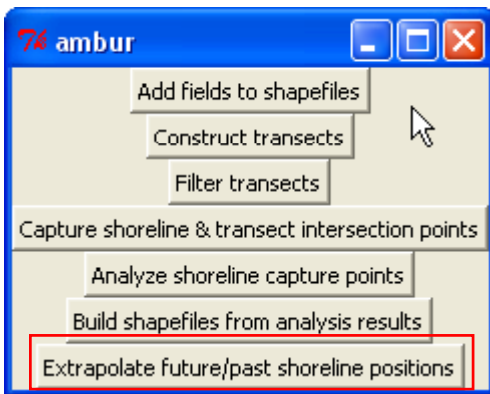 ambur
Add fields to shapefiles
Construct transects
Filter transects
Capture shoreline & transect intersection points
Analyze shoreline capture points
Build shapefiles from analysis results
Extrapolate future/past shoreline positions